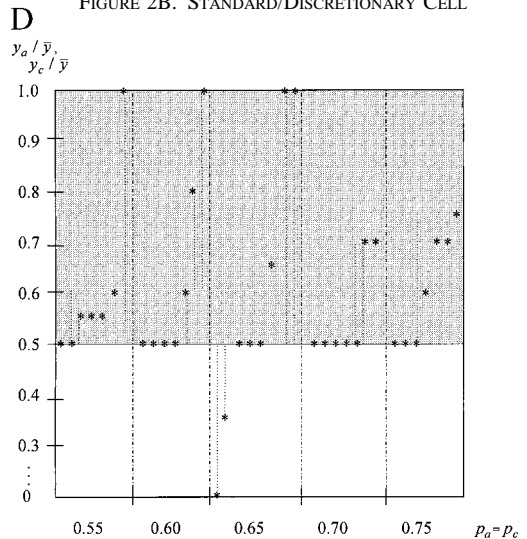 FIGURE 2B. STANDARD/DISCRETIONARY CELL
D
y_a / ȳ,
y_c / ȳ
1.0
0.9
0.8
0.7
0.6
0.5
0.4
0.3
0
0.55 0.60 0.65 0.70 0.75 p_a = p_c